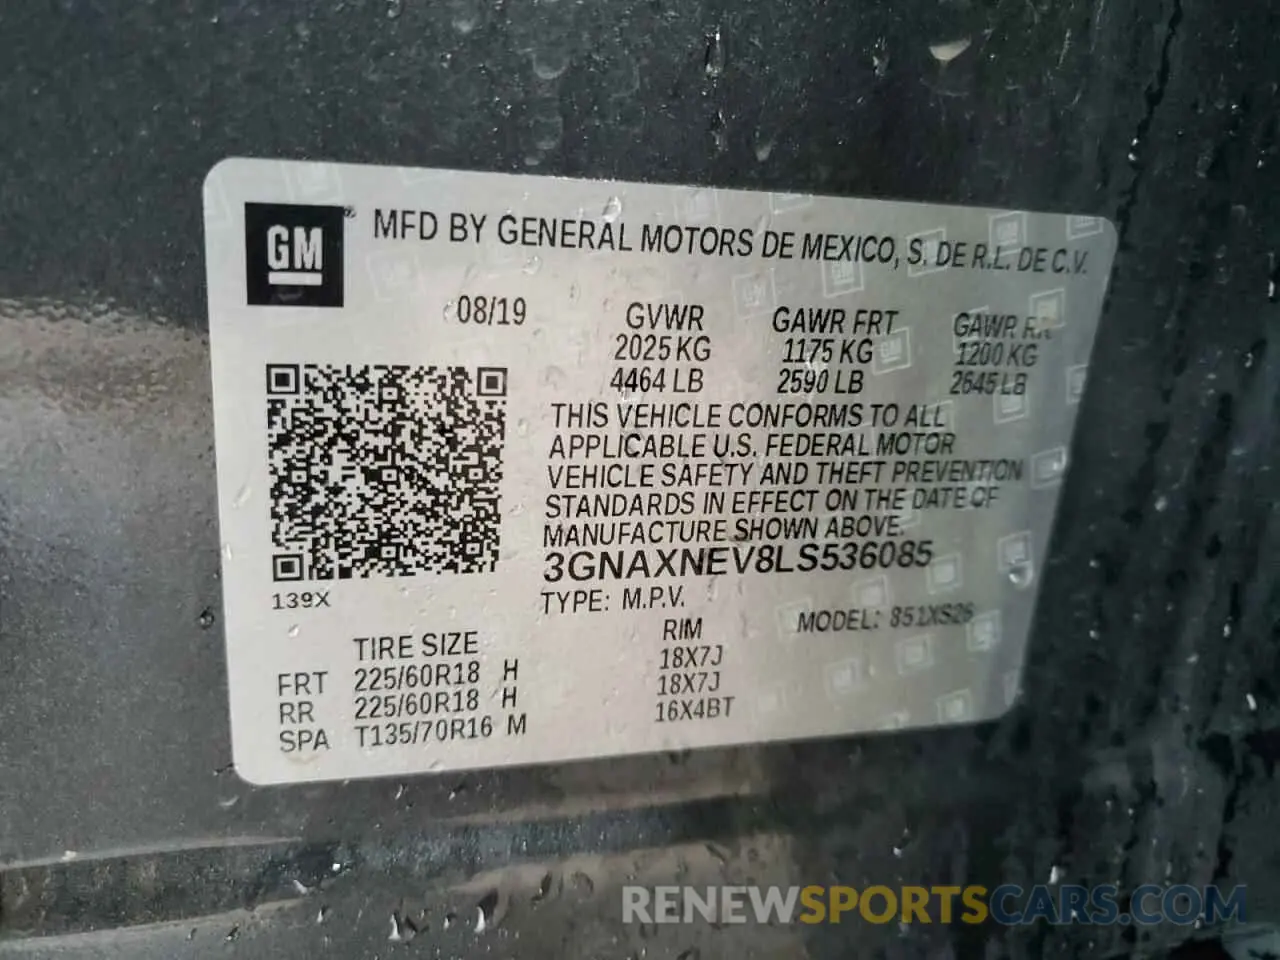 GM
MFD BY GENERAL MOTORS DE MEXICO, S. DE R.L. DE C.V.
08/19 GVWR GAWR FRT GAWR RR
2025 KG 1175 KG 1200 KG
4464 LB 2590 LB 2645 LB
THIS VEHICLE CONFORMS TO ALL
APPLICABLE U.S. FEDERAL MOTOR
VEHICLE SAFETY AND THEFT PREVENTION
STANDARDS IN EFFECT ON THE DATE OF
MANUFACTURE SHOWN ABOVE.
3GNAXNEV8LS536085
139X
TYPE: M.P.V. MODEL: 851XS26
TIRE SIZE RIM
FRT 225/60R18 H 18X7J
RR 225/60R18 H 18X7J
SPA T135/70R16 M 16X4BT
RENEWSPORTSCARS.COM